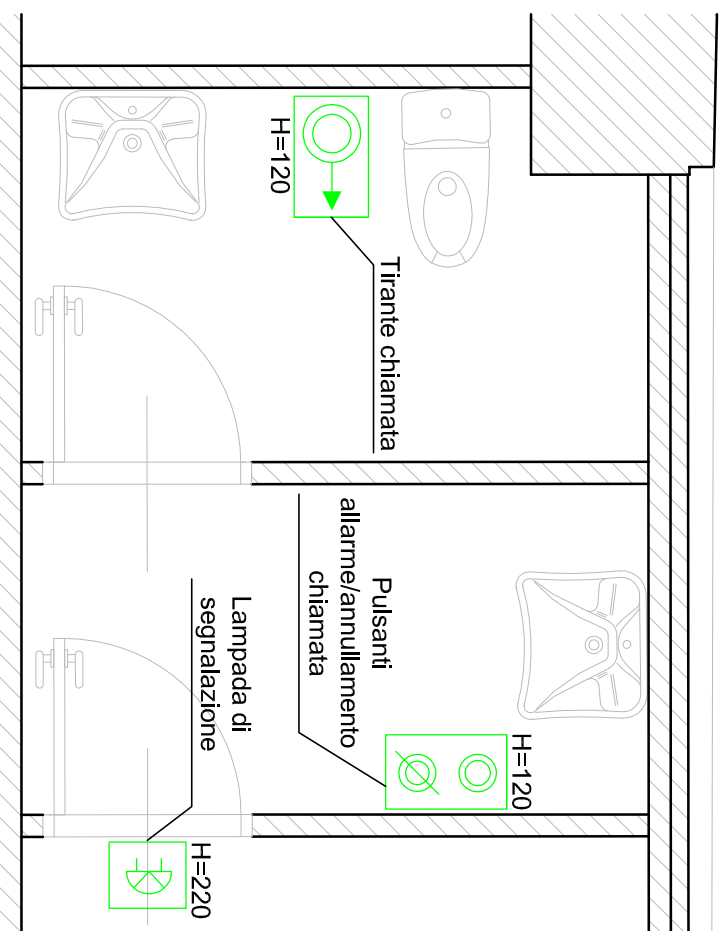 H=120
Tirante chiamata
Pulsanti
allarme/annullamento
chiamata
H=120
Lampada di
segnalazione
H=220